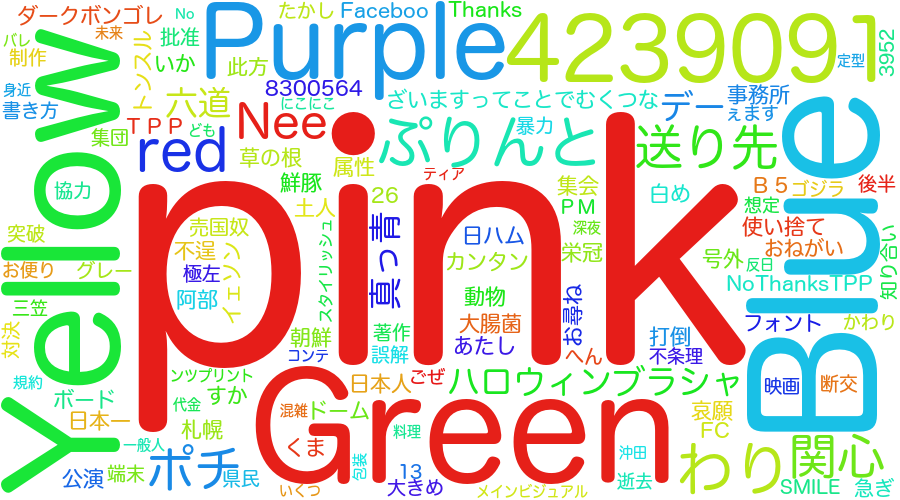 ダークボンゴレ
No
たかし
Faceboo
Thanks
バレ
未来
制作
批准
いか
此方
Purple
4239091
定型
3952
身近
書き方
トンスル
六道
8300564
にこにこ
ざいますってことでむくつな
デー
事務所
ぇます
Yellow
集団
TPP
ども
Nee
ぷりんと
暴力
送り先
Blue
red
草の根
属性
ティア
協力
鮮豚
26
集会
白め
B5
ゴジラ
後半
土人
PM
深夜
想定
使い捨て
突破
売国奴
不逞
イェソン
スタイリッシュ
真っ青
日ハム
栄冠
号外
反日
おねがい
知り合い
お便り
グレー
極左
カンタン
pink
NoThanksTPP
阿部
動物
お尋ね
三笠
対決
朝鮮
著作
大腸菌
打倒
フォント
かわり
コンテ
誤解
あたし
へん
不条理
規約
ボード
ンツプリント
日本人
ごぜ
ハロウィンブラシャ
映画
断交
代金
すか
日本一
札幌
混雑
ドーム
Green
哀願
FC
一般人
くま
料理
沖田
わり
関心
公演
端末
ポチ
県民
包装
13
大きめ
逝去
SMILE
急ぎ
いくつ
メインビジュアル